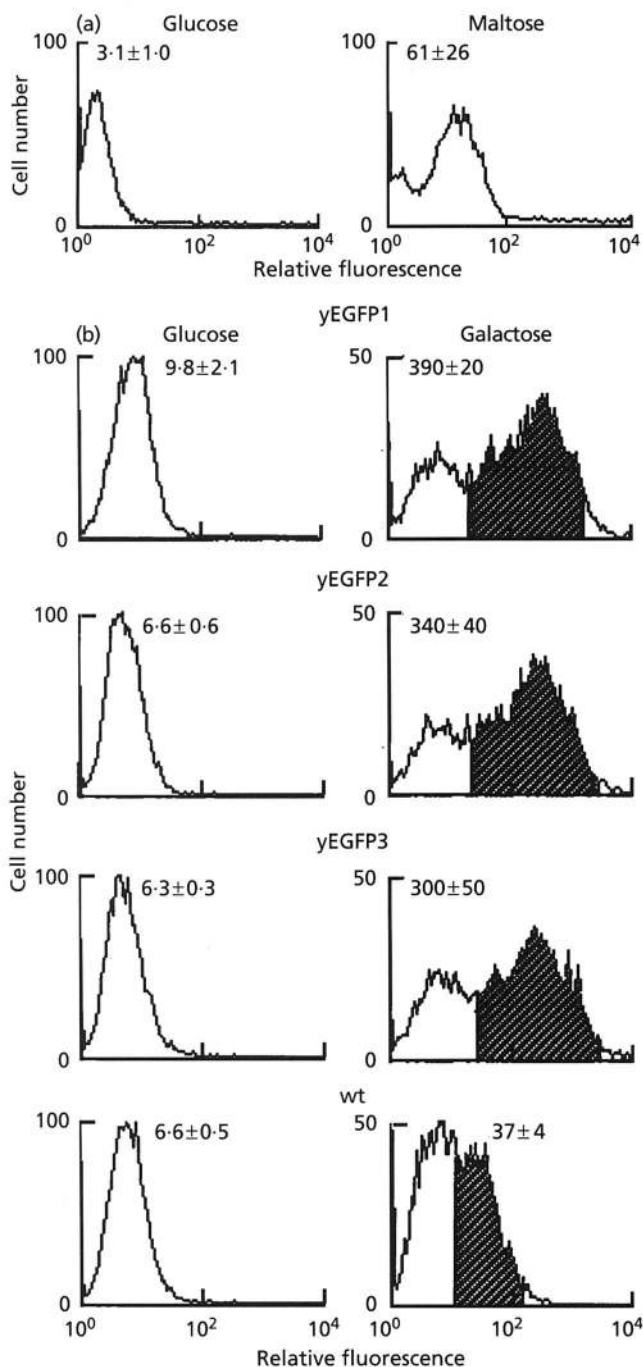 (a) Glucose Maltose
100 3·1±1·0 100 61±26
Cell number
0 0
10⁰ 10² 10⁴ 10⁰ 10² 10⁴
Relative fluorescence
yEGFP1
(b) Glucose Galactose
100 9·8±2·1 50 390±20
0 0
yEGFP2
100 6·6±0·6 50 340±40
0 0
Cell number
yEGFP3
100 6·3±0·3 50 300±50
0 0
wt
100 6·6±0·5 50 37±4
0 0
10⁰ 10² 10⁴ 10⁰ 10² 10⁴
Relative fluorescence